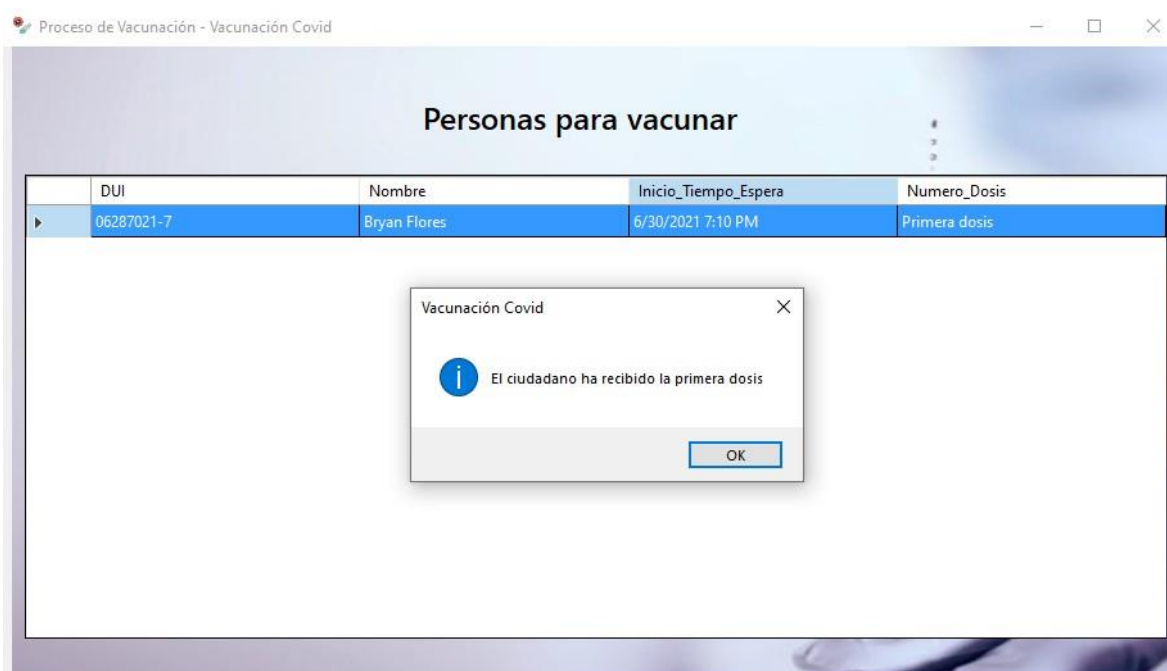 Proceso de Vacunación - Vacunación Covid
Personas para vacunar
DUI Nombre Inicio_Tiempo_Espera Numero_Dosis
06287021-7 Bryan Flores 6/30/2021 7:10 PM Primera dosis
Vacunación Covid
El ciudadano ha recibido la primera dosis
OK